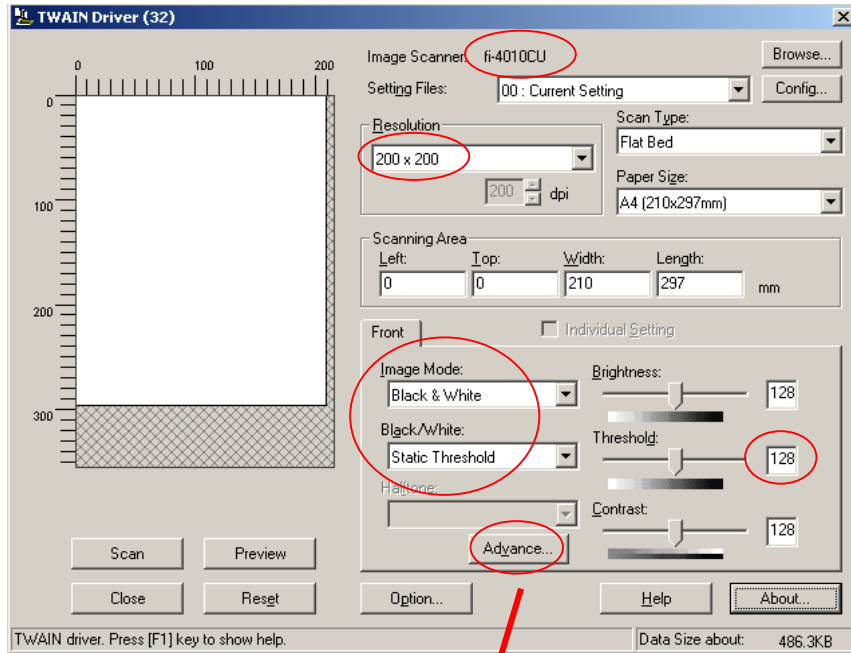 TWAIN Driver (32)
0 100 200
0
100
200
300
Image Scanner: fi-4010CU
Browse...
Setting Files: 00 : Current Setting
Config...
Resolution
200 x 200
200 dpi
Scan Type:
Flat Bed
Paper Size:
A4 (210x297mm)
Scanning Area
Left: Top: Width: Length:
0 0 210 297 mm
Front
Individual Setting
Image Mode:
Black & White
Black/White:
Static Threshold
Halftone:
Advance...
Brightness:
128
Threshold:
128
Contrast:
128
Scan Preview
Close Reset Option... Help About...
TWAIN driver. Press [F1] key to show help. Data Size about: 486.3KB